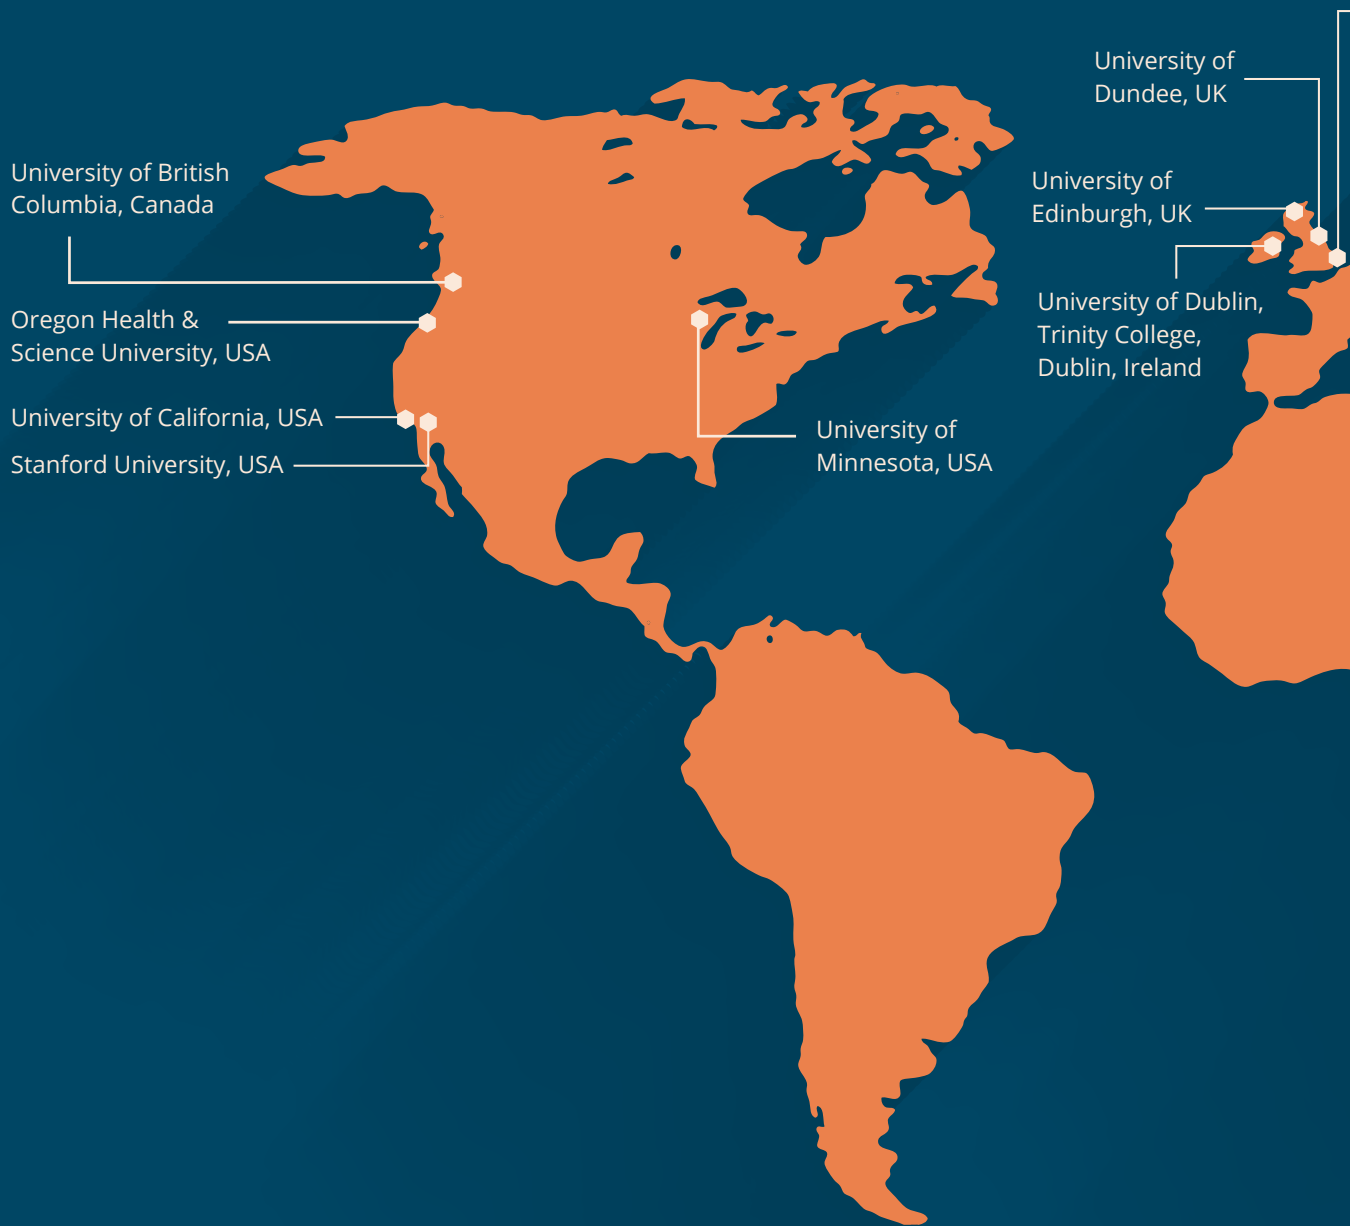 University of
Dundee, UK
University of British
Columbia, Canada
University of
Edinburgh, UK
University of Dublin,
Trinity College,
Dublin, Ireland
Oregon Health &
Science University, USA
University of California, USA
Stanford University, USA
University of
Minnesota, USA